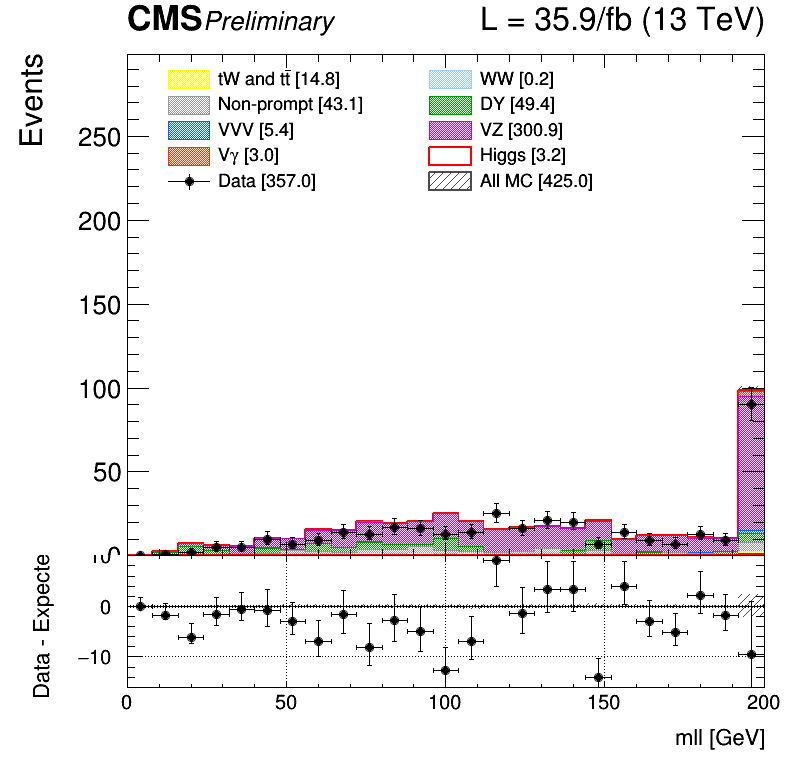 CMS Preliminary L = 35.9/fb (13 TeV)
Events
tW and tt̄ [14.8] WW [0.2]
Non-prompt [43.1] DY [49.4]
VVV [5.4] VZ [300.9]
Vγ [3.0] Higgs [3.2]
Data [357.0] All MC [425.0]
250
200
150
100
50
Data - Expecte
0
−10
0 50 100 150 200
mll [GeV]